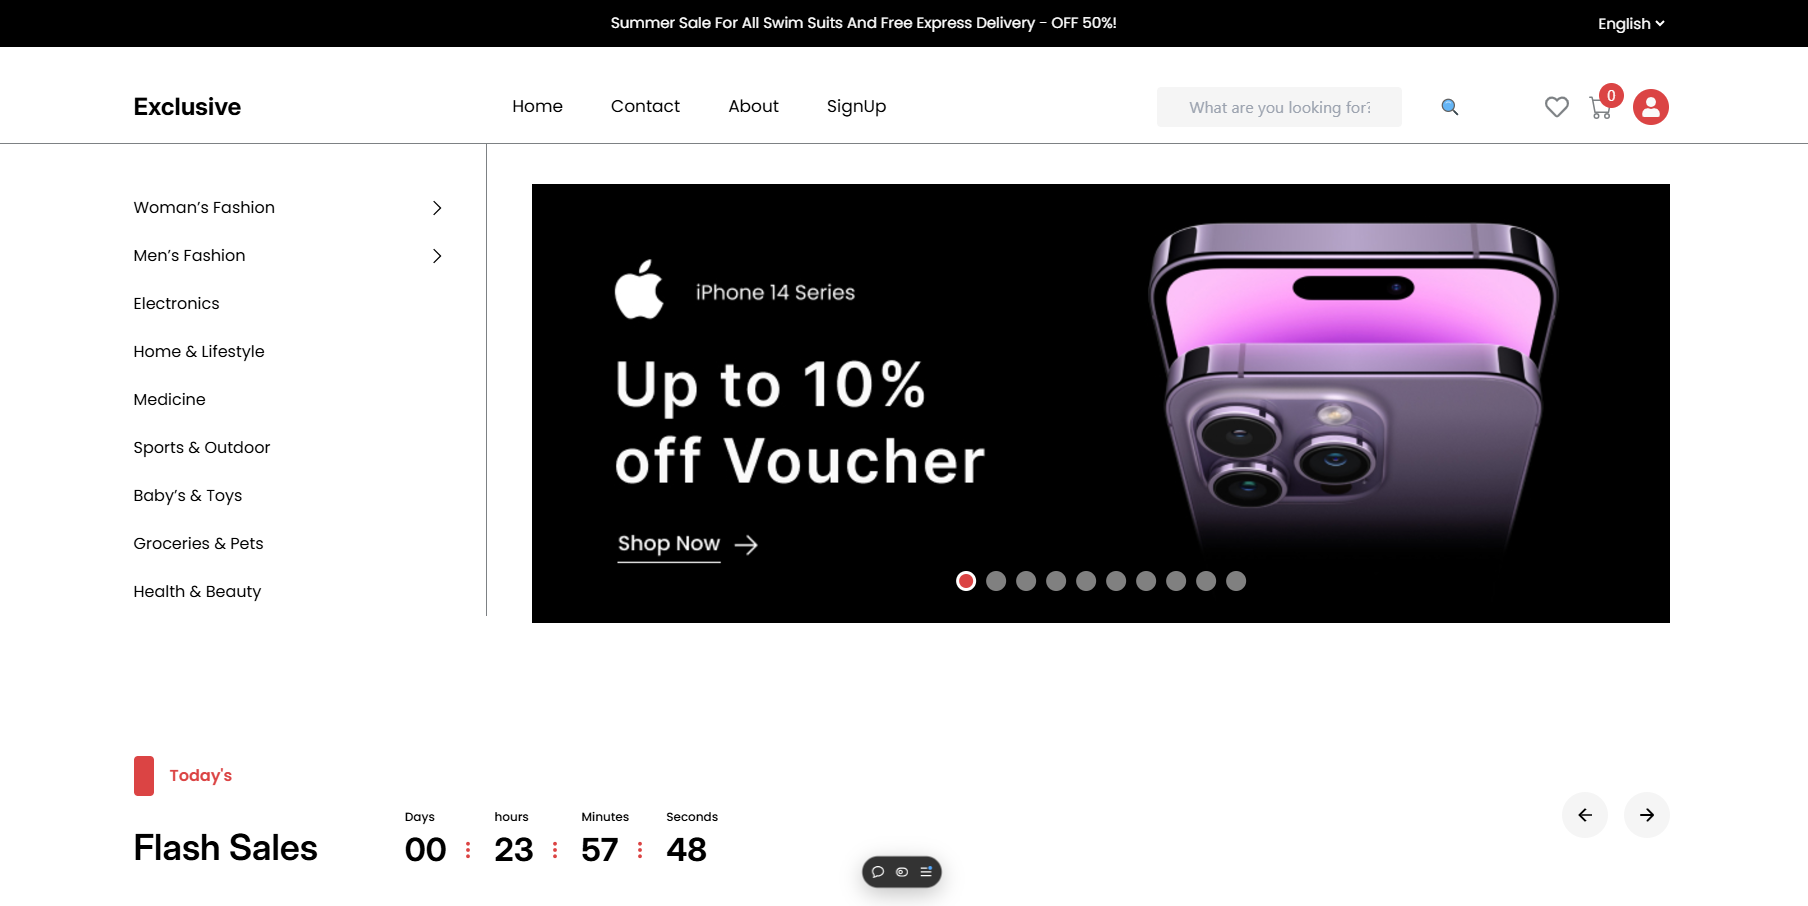 Summer Sale For All Swim Suits And Free Express Delivery - OFF 50%!
English
Exclusive
Home
Contact
About
SignUp
What are you looking for?
0
Woman’s Fashion
Men’s Fashion
Electronics
Home & Lifestyle
Medicine
Sports & Outdoor
Baby’s & Toys
Groceries & Pets
Health & Beauty
iPhone 14 Series
Up to 10%
off Voucher
Shop Now
Today's
Flash Sales
Days
hours
Minutes
Seconds
00 : 23 : 57 : 48